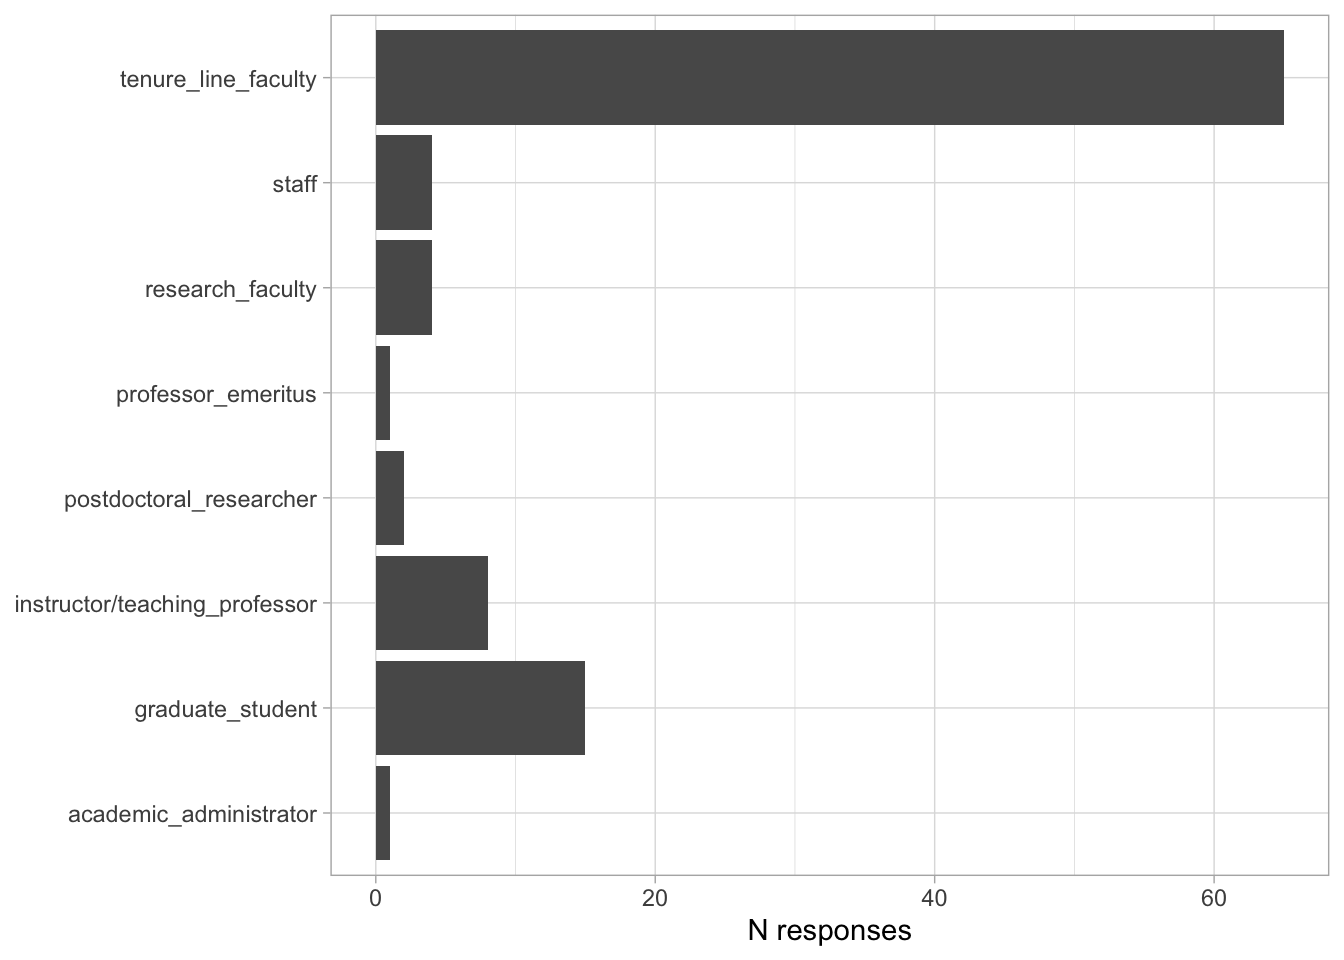 tenure_line_faculty
staff
research_faculty
professor_emeritus
postdoctoral_researcher
instructor/teaching_professor
graduate_student
academic_administrator
0 20 40 60
N responses